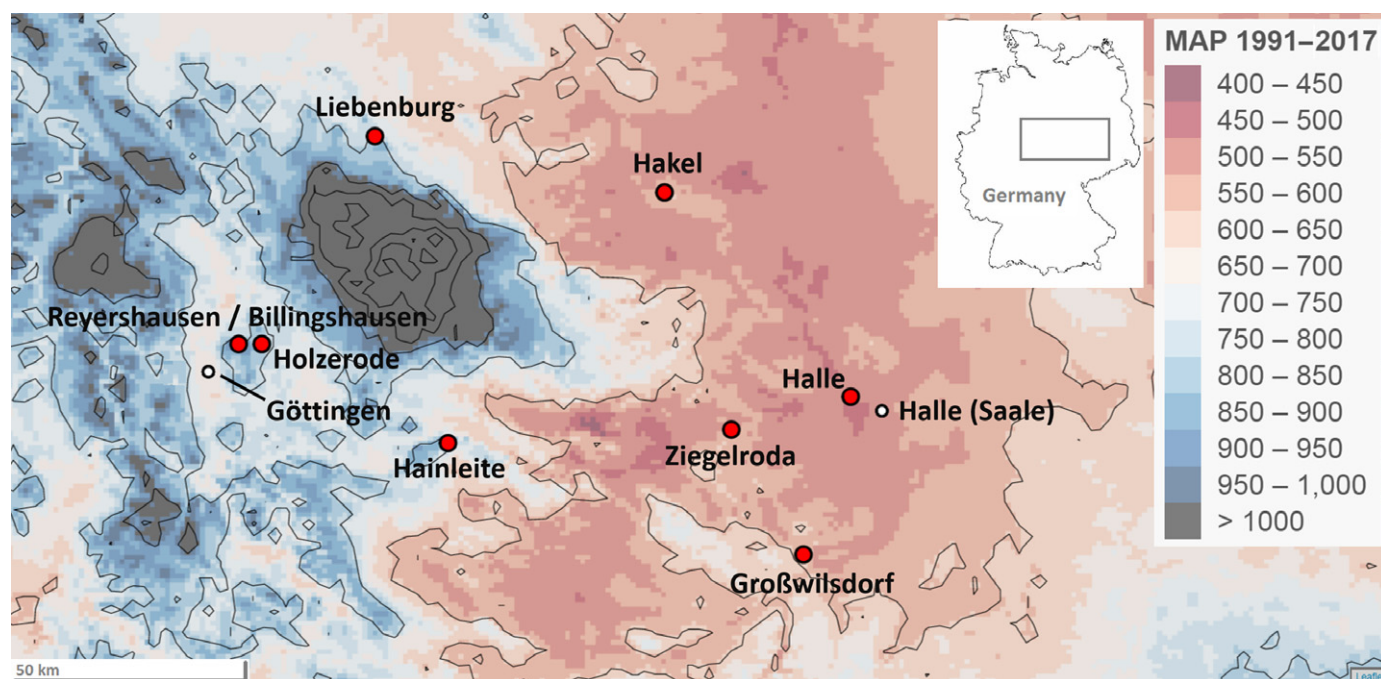 Liebenburg
Hakel
Reyershausen / Billingshausen
Holzerode
Göttingen
Hainleite
Halle
Halle (Saale)
Ziegelroda
Großwilsdorf
50 km
Germany
MAP 1991–2017
400 – 450
450 – 500
500 – 550
550 – 600
600 – 650
650 – 700
700 – 750
750 – 800
800 – 850
850 – 900
900 – 950
950 – 1,000
> 1000